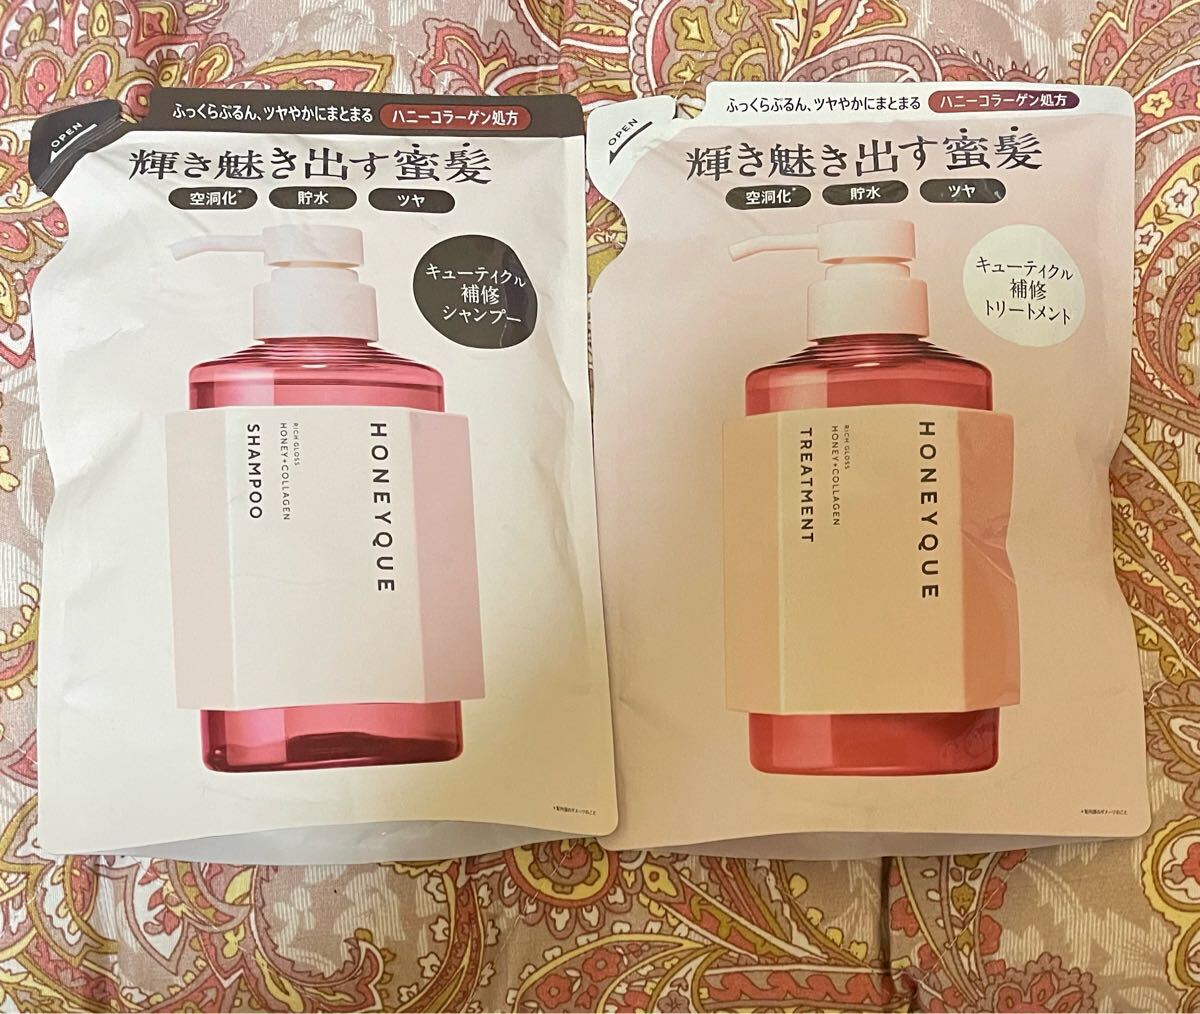 OPEN
ふっくらぷるん、ツヤやかにまとまる ハニーコラーゲン処方
輝き魅き出す蜜髪
空洞化* 貯水 ツヤ
キューティクル
補修
シャンプー
HONEYQUE
RICH GLOSS
HONEY+COLLAGEN
SHAMPOO
OPEN
ふっくらぷるん、ツヤやかにまとまる ハニーコラーゲン処方
輝き魅き出す蜜髪
空洞化* 貯水 ツヤ
キューティクル
補修
トリートメント
HONEYQUE
RICH GLOSS
HONEY+COLLAGEN
TREATMENT